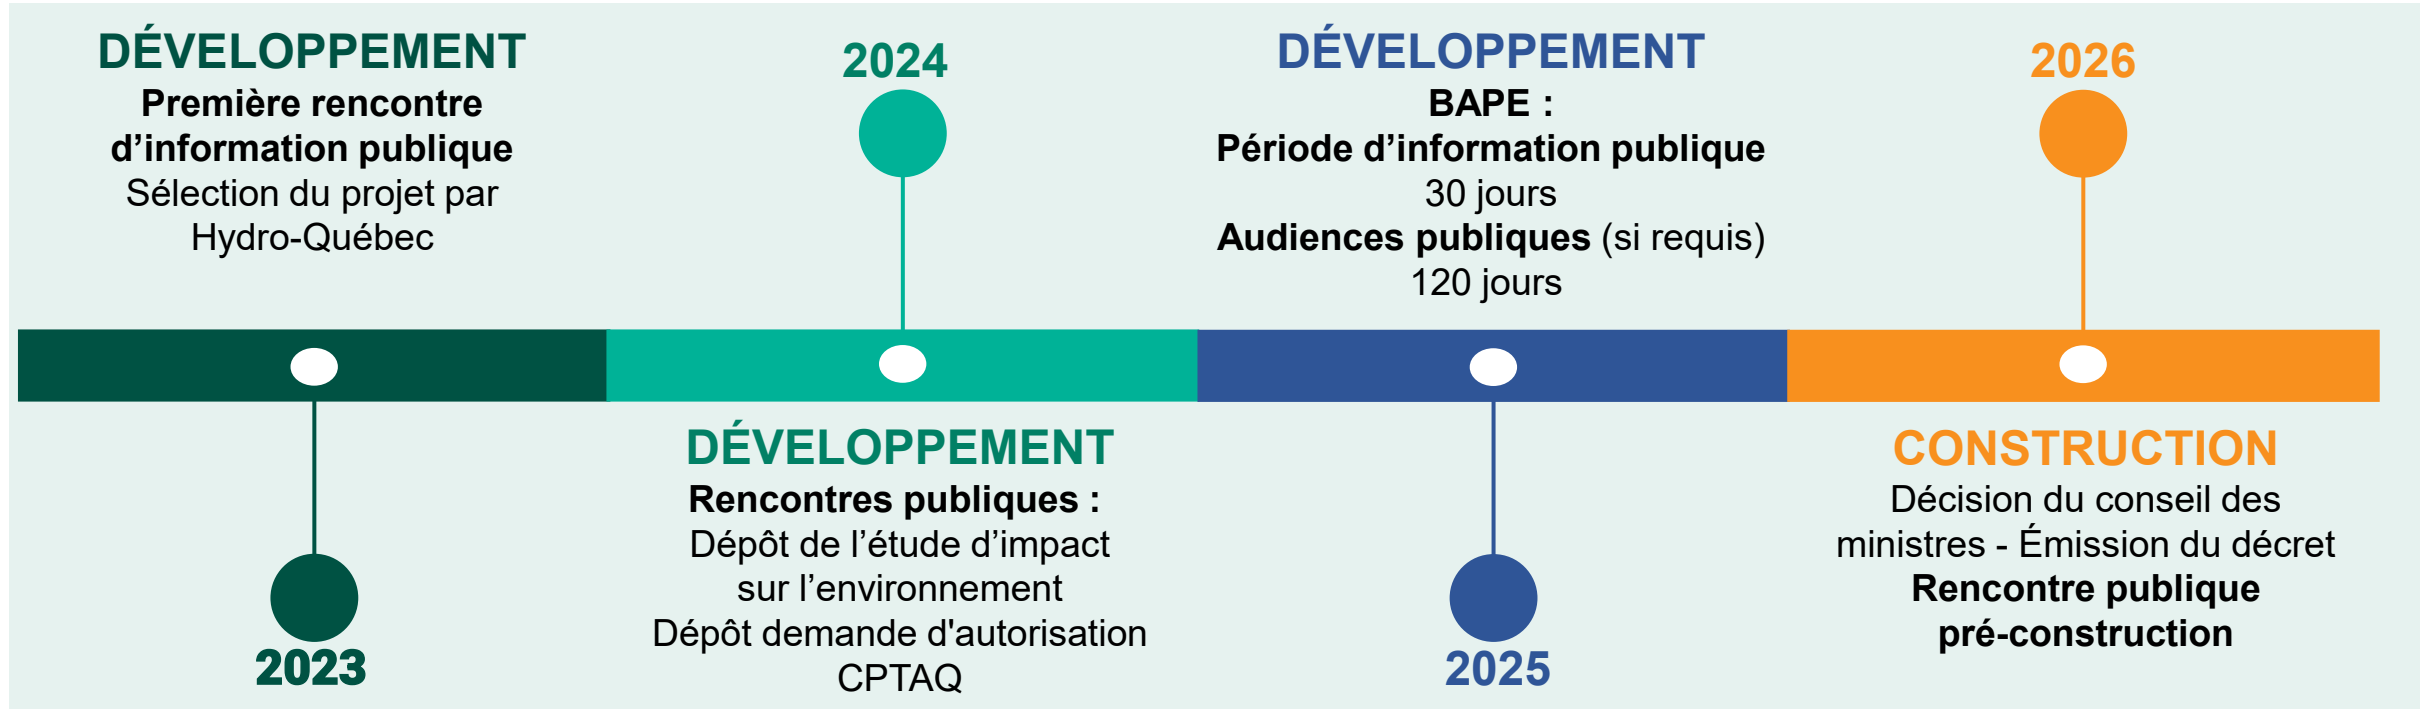 DÉVELOPPEMENT
Première rencontre
d’information publique
Sélection du projet par
Hydro-Québec
2023
2024
DÉVELOPPEMENT
Rencontres publiques :
Dépôt de l’étude d’impact
sur l’environnement
Dépôt demande d'autorisation
CPTAQ
DÉVELOPPEMENT
BAPE :
Période d’information publique
30 jours
Audiences publiques (si requis)
120 jours
2025
2026
CONSTRUCTION
Décision du conseil des
ministres - Émission du décret
Rencontre publique
pré-construction